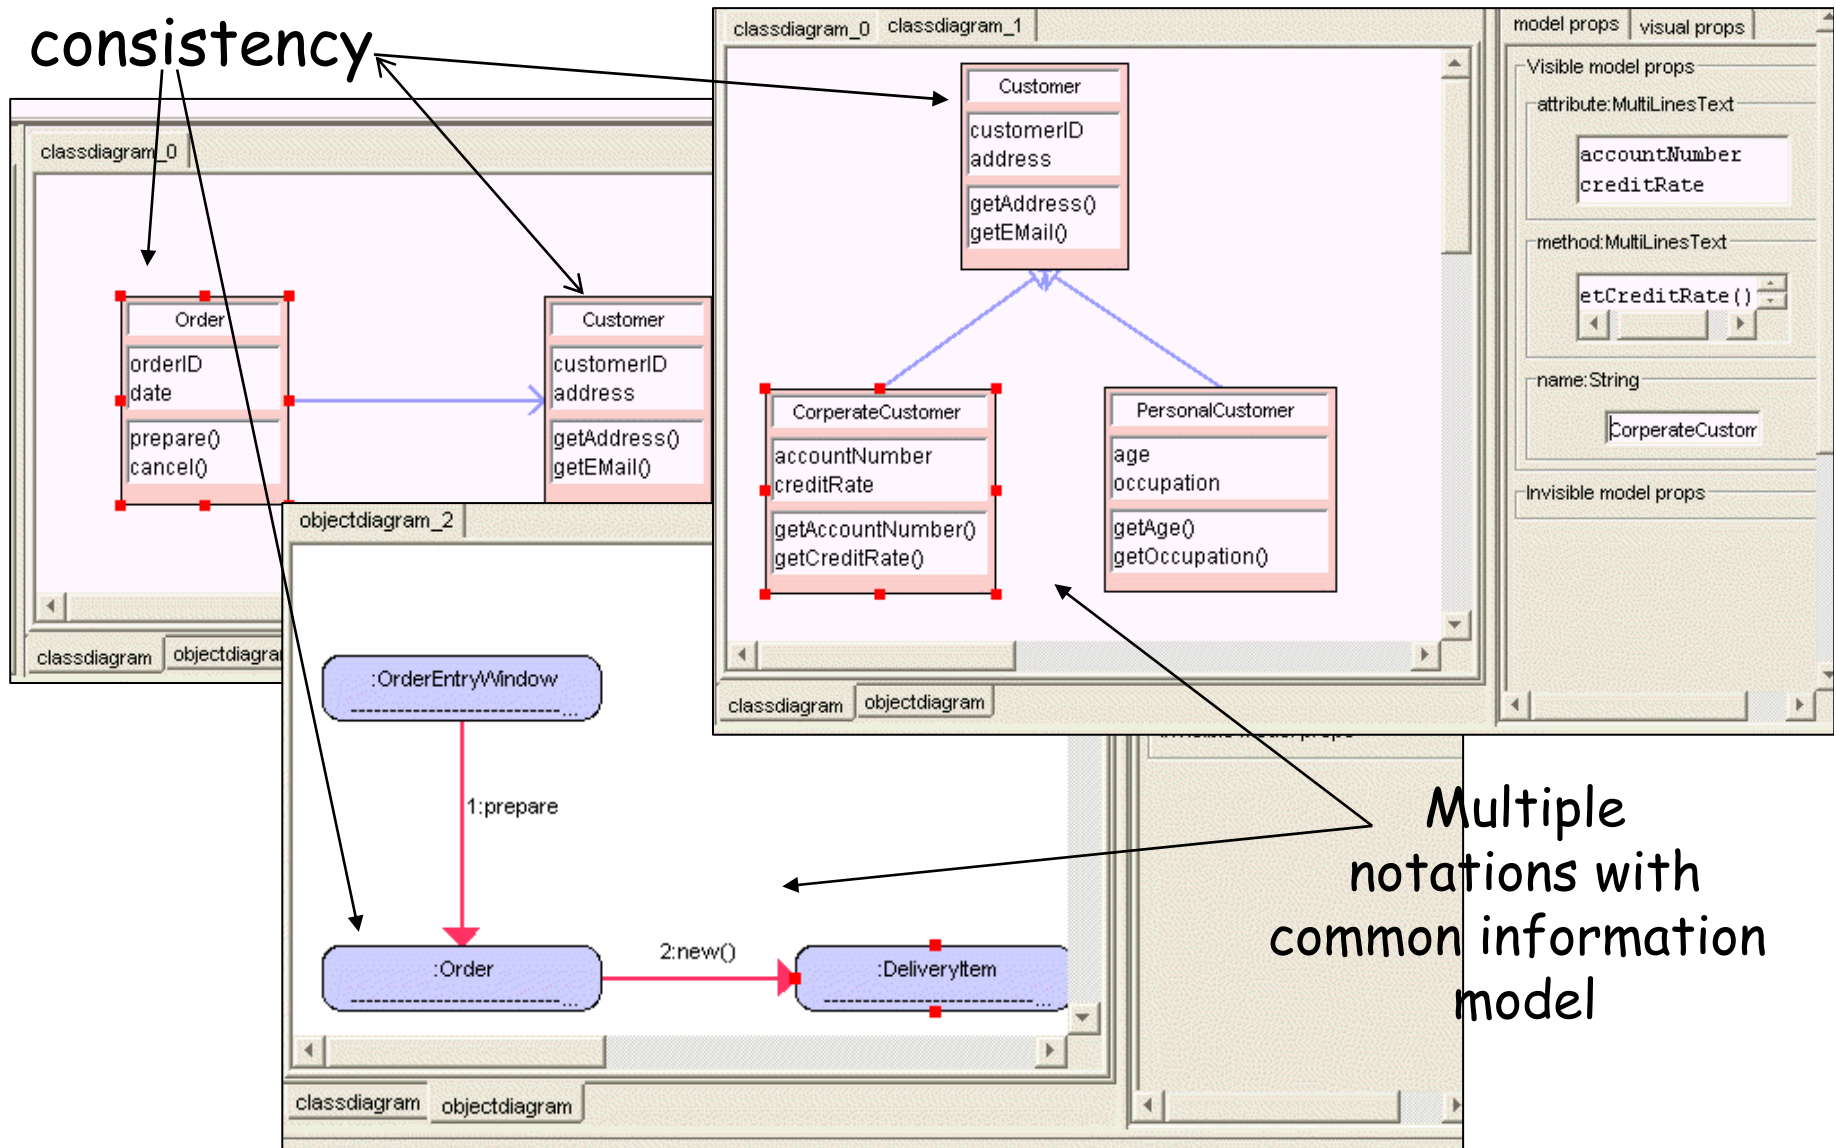 consistency
classdiagram_0
Order
orderID
date
prepare()
cancel()
Customer
customerID
address
getAddress()
getEMail()
classdiagram
objectdiagra
classdiagram_0
classdiagram_1
Customer
customerID
address
getAddress()
getEMail()
CorperateCustomer
accountNumber
creditRate
getAccountNumber()
getCreditRate()
PersonalCustomer
age
occupation
getAge()
getOccupation()
classdiagram
objectdiagram
model props
visual props
Visible model props
attribute:MultiLinesText
accountNumber
creditRate
method:MultiLinesText
etCreditRate()
name:String
CorperateCustom
Invisible model props
objectdiagram_2
:OrderEntryWindow
...
1:prepare
:Order
...
2:new()
:DeliveryItem
...
classdiagram
objectdiagram
Multiple
notations with
common information
model